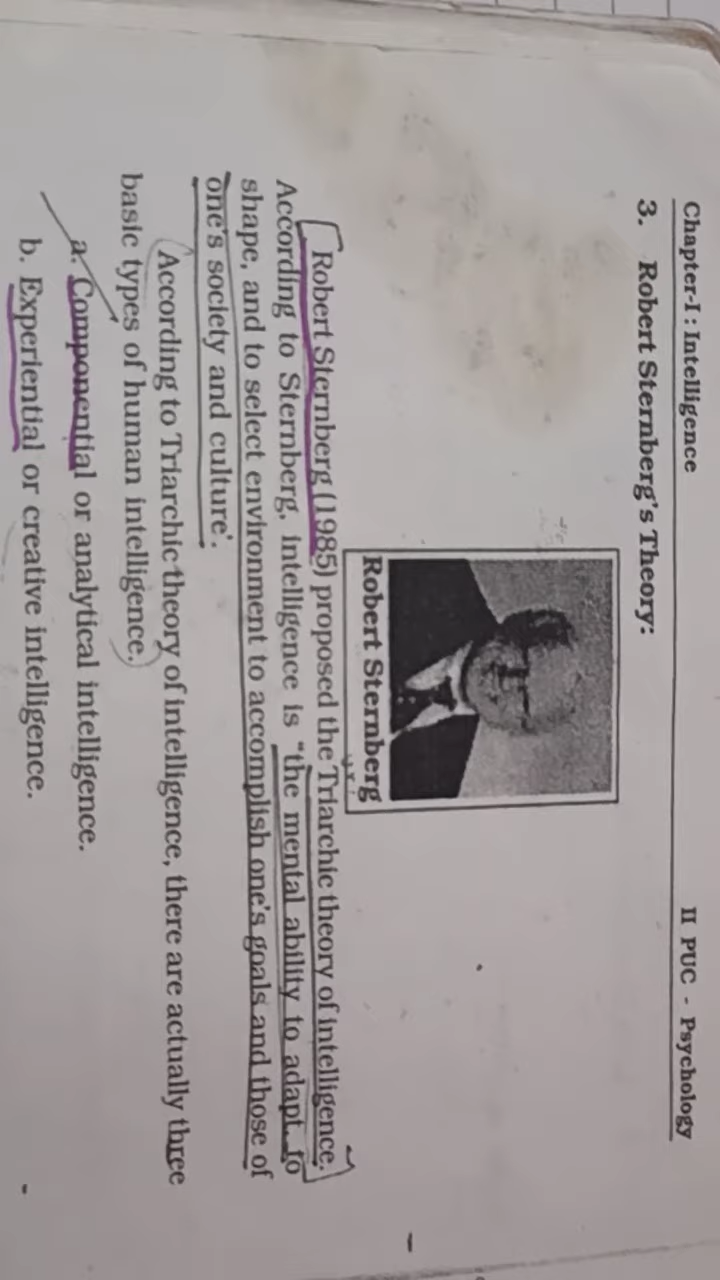 Chapter-I : Intelligence II PUC - Psychology
3. Robert Sternberg's Theory:
Robert Sternberg
Robert Sternberg (1985) proposed the Triarchic theory of intelligence.
According to Sternberg, intelligence is "the mental ability to adapt, to
shape, and to select environment to accomplish one's goals and those of
one's society and culture'.
According to Triarchic theory of intelligence, there are actually three
basic types of human intelligence.
a. Componential or analytical intelligence.
b. Experiential or creative intelligence.